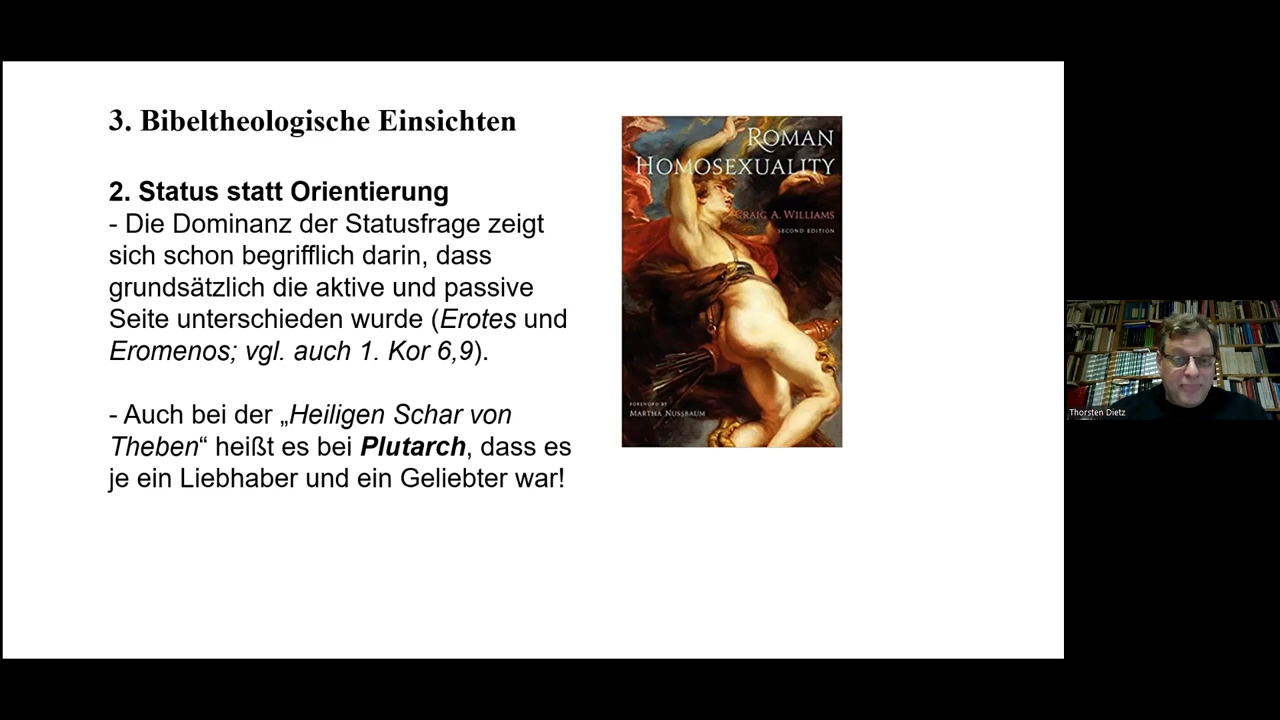 3. Bibeltheologische Einsichten
2. Status statt Orientierung
- Die Dominanz der Statusfrage zeigt
sich schon begrifflich darin, dass
grundsätzlich die aktive und passive
Seite unterschieden wurde (Erotes und
Eromenos; vgl. auch 1. Kor 6,9).
- Auch bei der „Heiligen Schar von
Theben“ heißt es bei Plutarch, dass es
je ein Liebhaber und ein Geliebter war!
ROMAN
HOMOSEXUALITY
CRAIG A. WILLIAMS
SECOND EDITION
FOREWORD BY
MARTHA NUSSBAUM
Thorsten Dietz